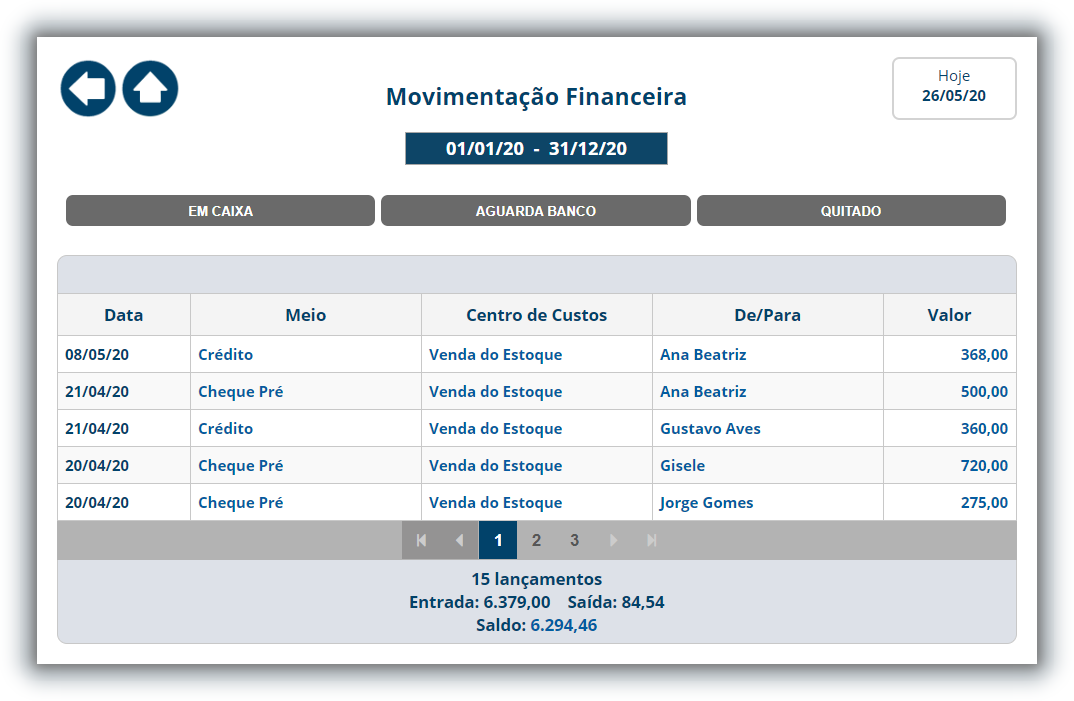 Hoje
26/05/20
Movimentação Financeira
01/01/20 - 31/12/20
EM CAIXA AGUARDA BANCO QUITADO
Data Meio Centro de Custos De/Para Valor
08/05/20 Crédito Venda do Estoque Ana Beatriz 368,00
21/04/20 Cheque Pré Venda do Estoque Ana Beatriz 500,00
21/04/20 Crédito Venda do Estoque Gustavo Aves 360,00
20/04/20 Cheque Pré Venda do Estoque Gisele 720,00
20/04/20 Cheque Pré Venda do Estoque Jorge Gomes 275,00
1 2 3
15 lançamentos
Entrada: 6.379,00 Saída: 84,54
Saldo: 6.294,46